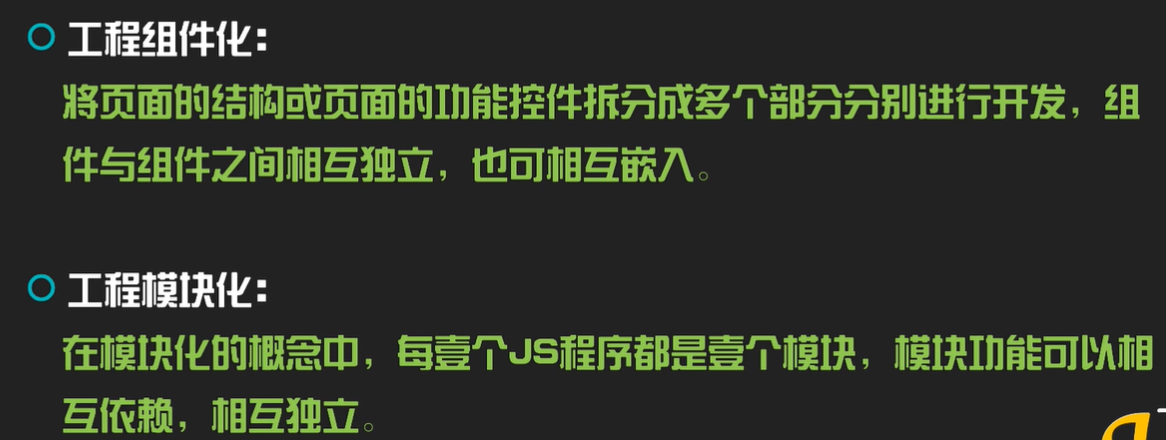 工程组件化：
将页面的结构或页面的功能控件拆分成多个部分分别进行开发，组
件与组件之间相互独立，也可相互嵌入。
工程模块化：
在模块化的概念中，每壹个JS程序都是壹个模块，模块功能可以相
互依赖，相互独立。